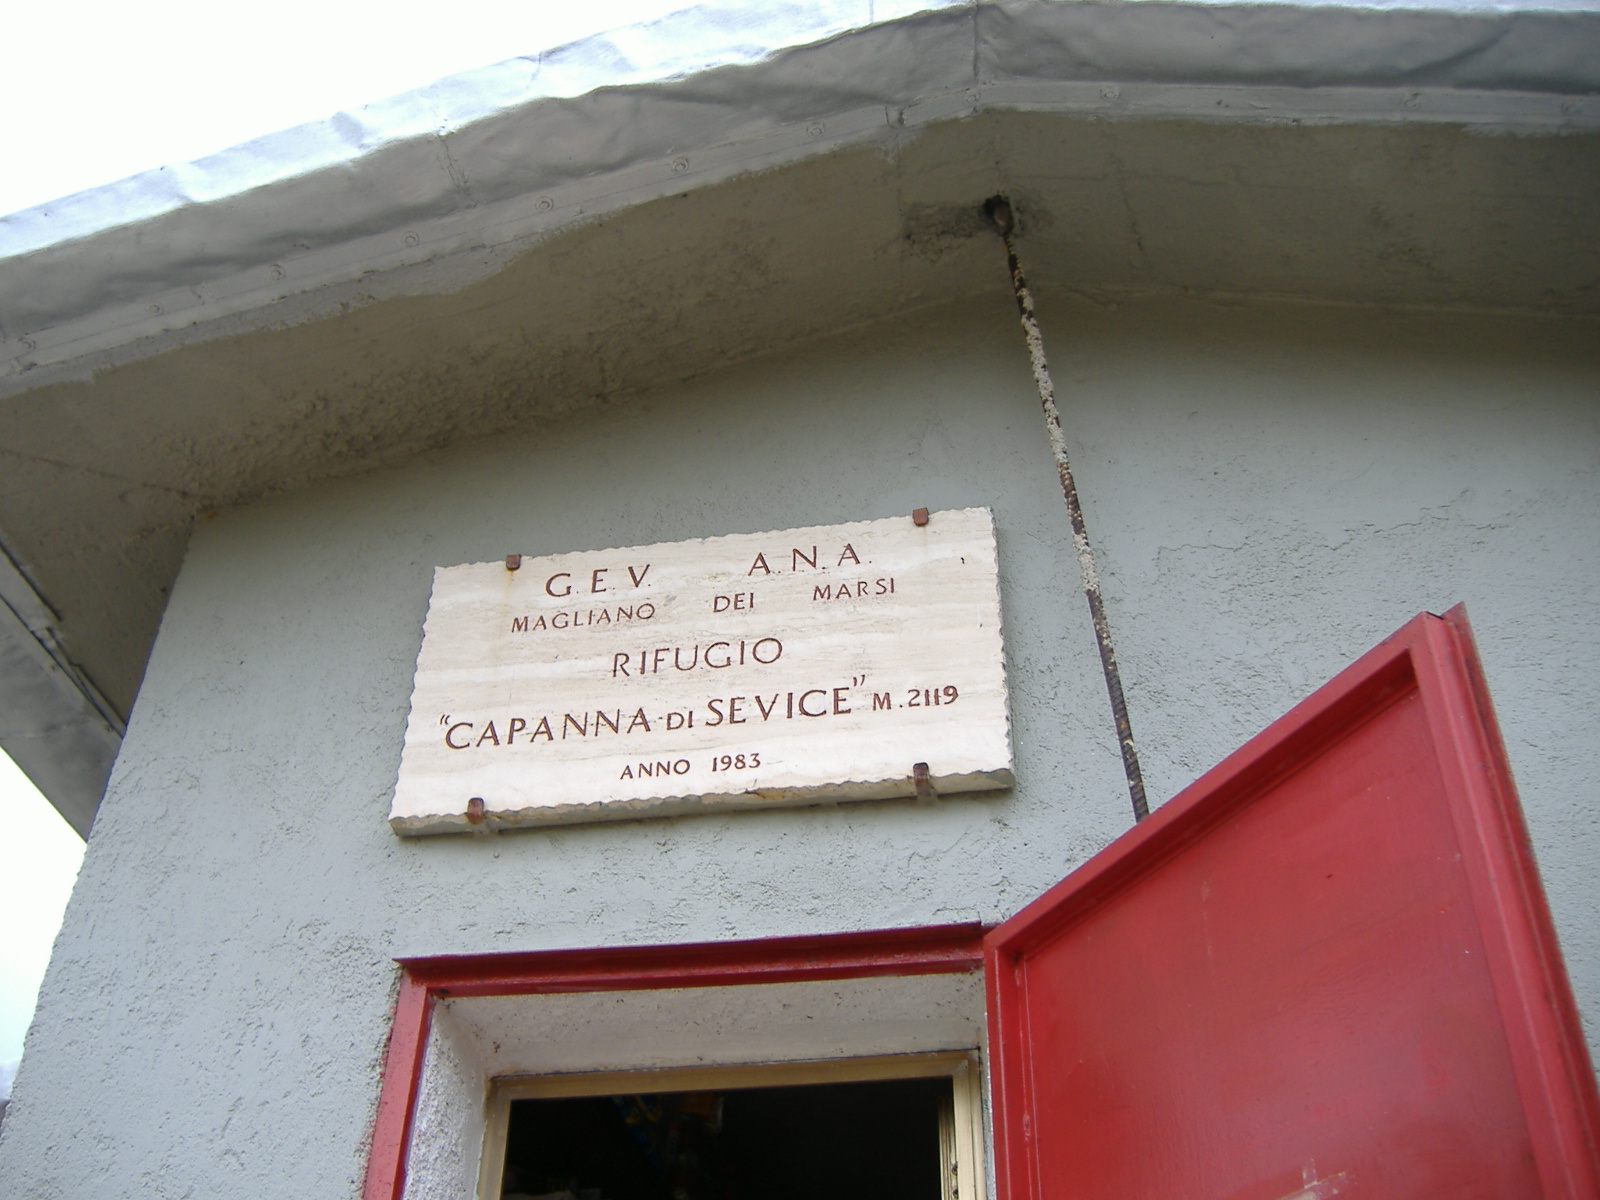 G.E.V. A.N.A.
MAGLIANO DEI MARSI
RIFUGIO
"CAPANNA DI SEVICE" M.2119
ANNO 1983